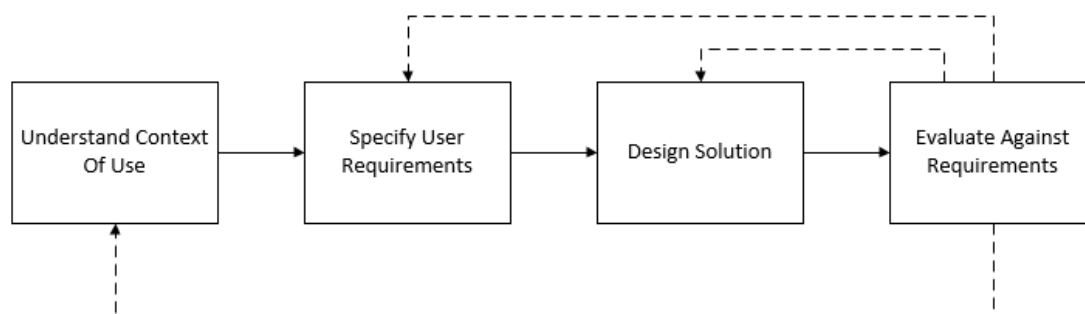 Understand Context
Of Use
Specify User
Requirements
Design Solution
Evaluate Against
Requirements